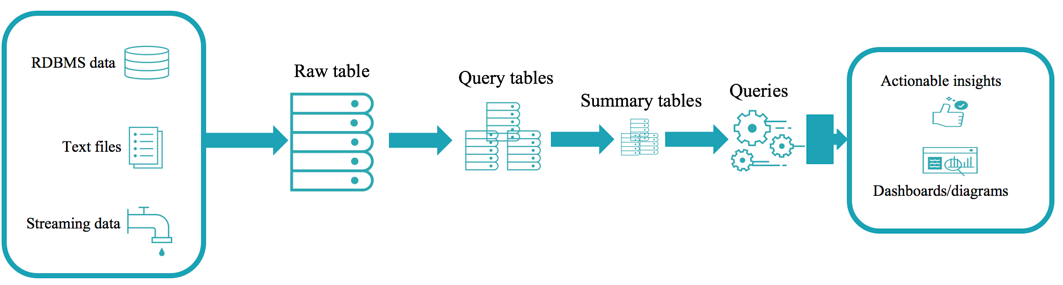 RDBMS data
Text files
Streaming data
Raw table
Query tables
Summary tables
Queries
Actionable insights
Dashboards/diagrams